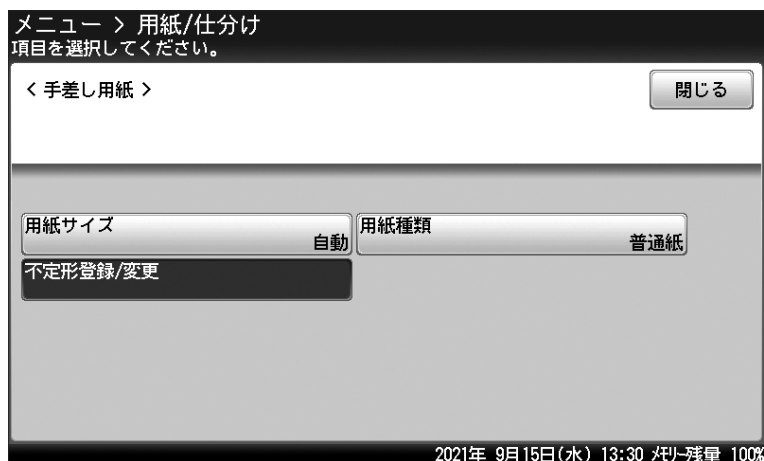 メニュー > 用紙/仕分け
項目を選択してください。
< 手差し用紙 >
閉じる
用紙サイズ
自動
用紙種類
普通紙
不定形登録/変更
2021年 9月15日(水) 13:30 ﾒﾓﾘｰ残量 100%